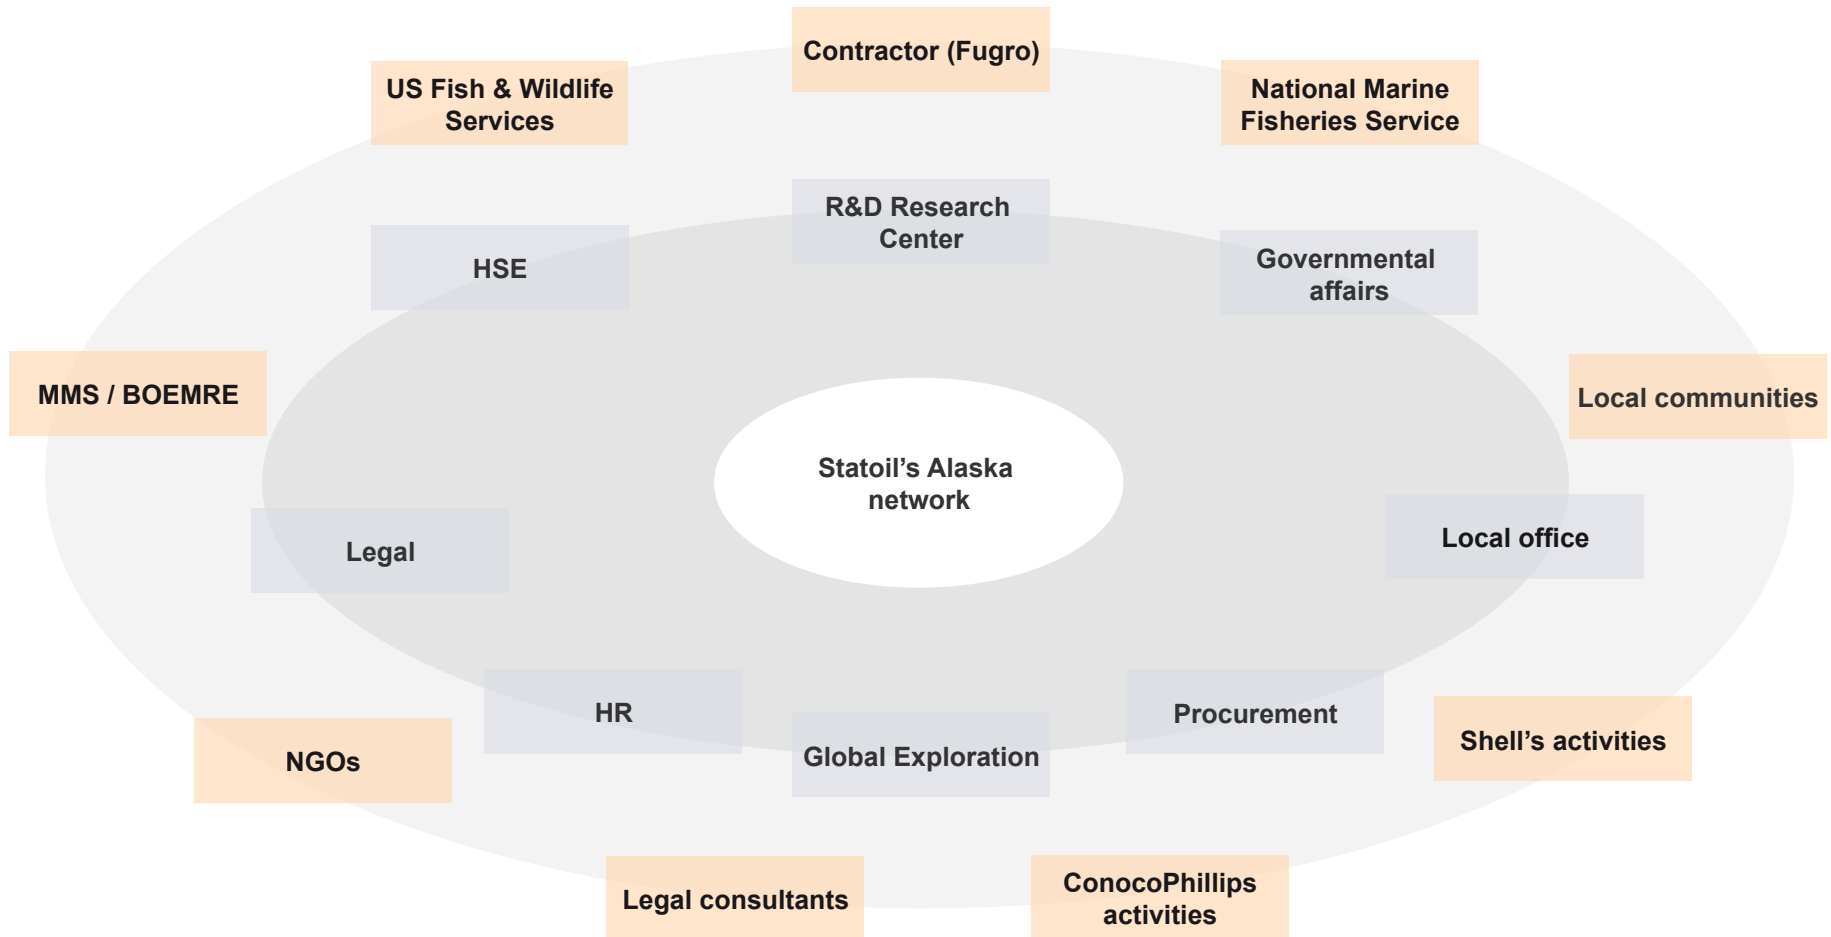 Contractor (Fugro)
US Fish & Wildlife
Services
National Marine
Fisheries Service
R&D Research
Center
HSE
Governmental
affairs
MMS / BOEMRE
Local communities
Statoil’s Alaska
network
Legal
Local office
HR
Procurement
Global Exploration
NGOs
Shell’s activities
Legal consultants
ConocoPhillips
activities